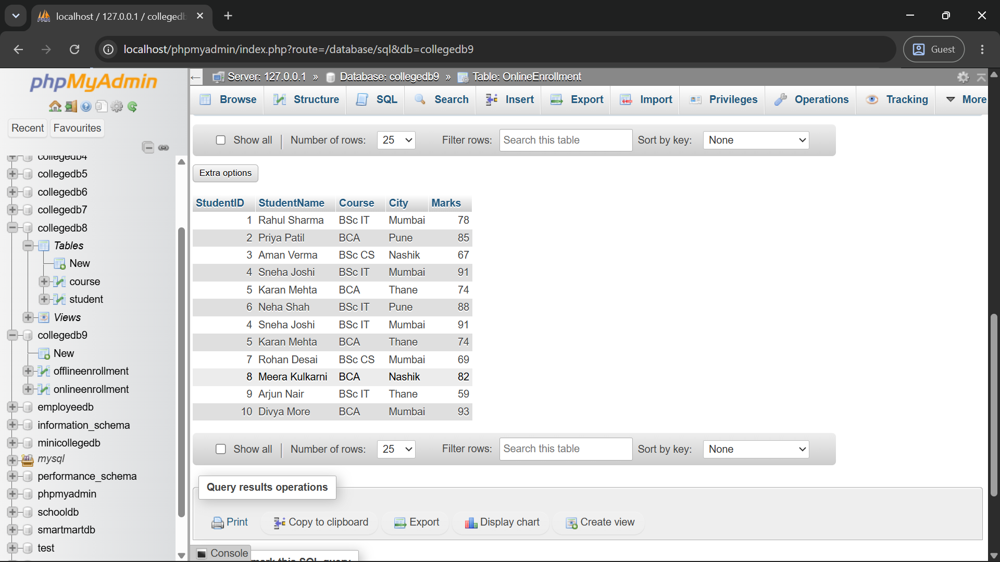 localhost / 127.0.0.1 / collegedb
localhost/phpmyadmin/index.php?route=/database/sql&db=collegedb9
Guest
phpMyAdmin
Recent Favourites
collegedb4
collegedb5
collegedb6
collegedb7
collegedb8
Tables
New
course
student
Views
collegedb9
New
offlineenrollment
onlineenrollment
employeedb
information_schema
minicollegedb
mysql
performance_schema
phpmyadmin
schooldb
smartmartdb
test
Server: 127.0.0.1 » Database: collegedb9 » Table: OnlineEnrollment
Browse Structure SQL Search Insert Export Import Privileges Operations Tracking More
Show all Number of rows: 25 Filter rows: Search this table Sort by key: None
Extra options
StudentID StudentName Course City Marks
1 Rahul Sharma BSc IT Mumbai 78
2 Priya Patil BCA Pune 85
3 Aman Verma BSc CS Nashik 67
4 Sneha Joshi BSc IT Mumbai 91
5 Karan Mehta BCA Thane 74
6 Neha Shah BSc IT Pune 88
4 Sneha Joshi BSc IT Mumbai 91
5 Karan Mehta BCA Thane 74
7 Rohan Desai BSc CS Mumbai 69
8 Meera Kulkarni BCA Nashik 82
9 Arjun Nair BSc IT Thane 59
10 Divya More BCA Mumbai 93
Show all Number of rows: 25 Filter rows: Search this table Sort by key: None
Query results operations
Print Copy to clipboard Export Display chart Create view
Console
this SQL query